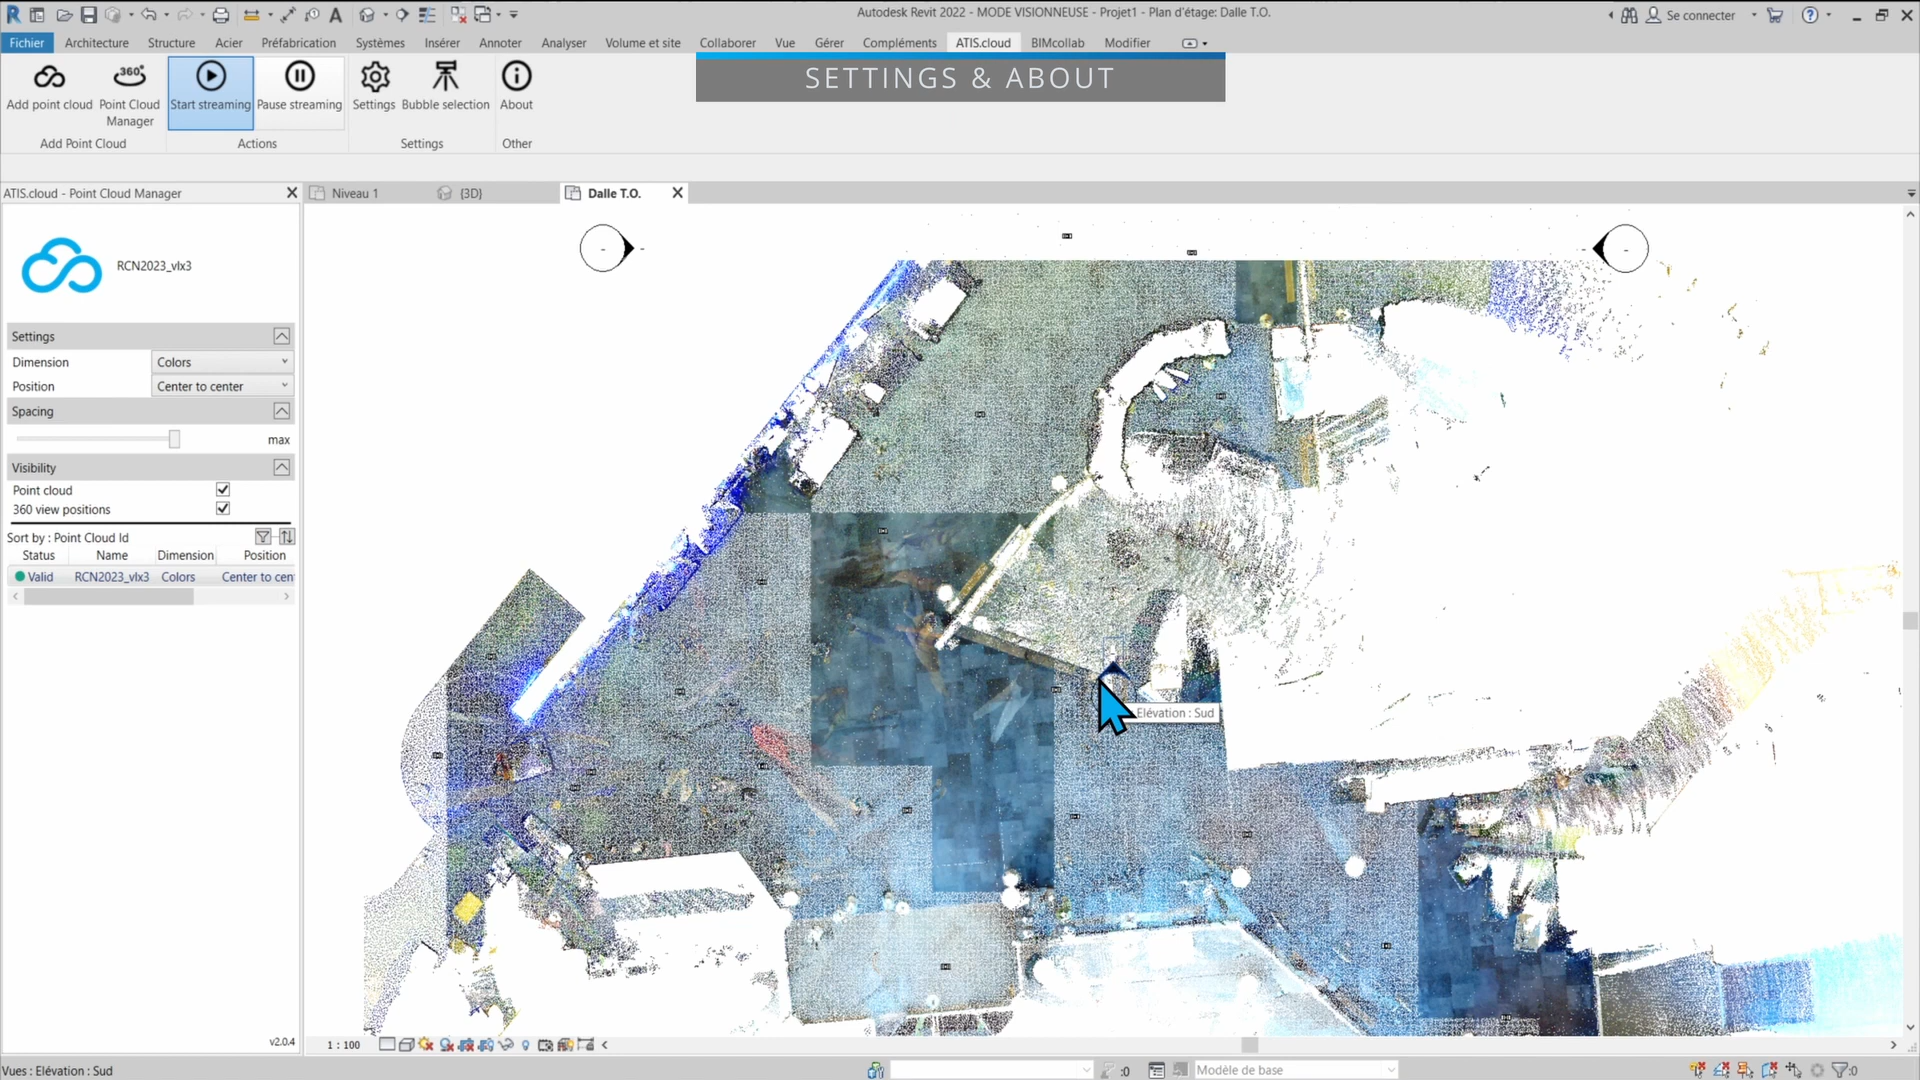 Autodesk Revit 2022 - MODE VISIONNEUSE - Projet1 - Plan d'étage: Dalle T.O.
Se connecter
Fichier Architecture Structure Acier Préfabrication Systèmes Insérer Annoter Analyser Volume et site Collaborer Vue Gérer Compléments ATIS.cloud BIMcollab Modifier
SETTINGS & ABOUT
360°
Add point cloud
Point Cloud
Manager
Start streaming
Pause streaming
Settings
Bubble selection
About
Add Point Cloud
Actions
Settings
Other
ATIS.cloud - Point Cloud Manager
Niveau 1
{3D}
Dalle T.O.
RCN2023_vlx3
Settings
Dimension Colors
Position Center to center
Spacing
max
Visibility
Point cloud
360 view positions
Sort by : Point Cloud Id
Status Name Dimension Position
Valid RCN2023_vlx3 Colors Center to cen
Elévation : Sud
v2.0.4
1 : 100
Vues : Elévation : Sud
:0
Modèle de base
:0